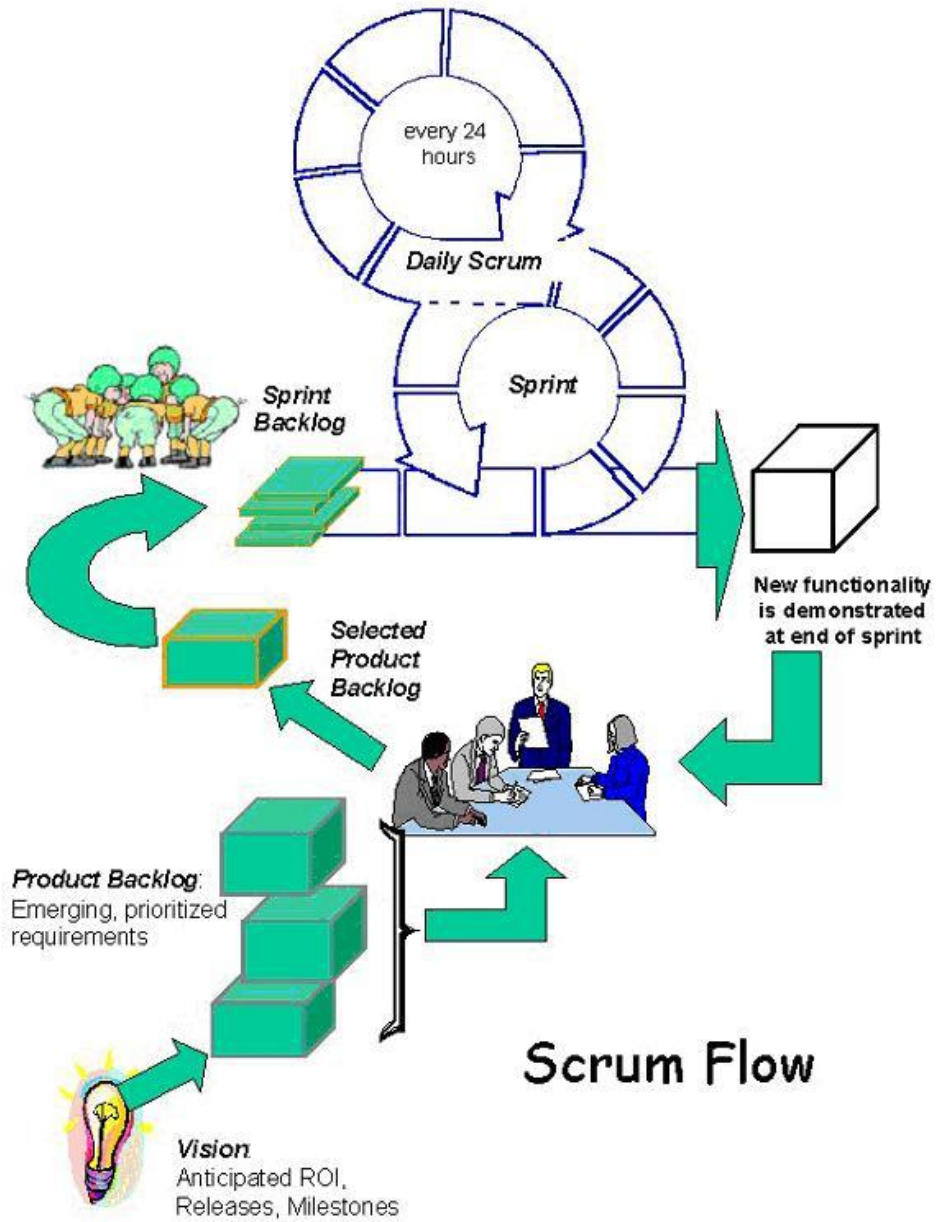 every 24
hours
Daily Scrum
Sprint
Sprint
Backlog
New functionality
is demonstrated
at end of sprint
Selected
Product
Backlog
Product Backlog:
Emerging, prioritized
requirements
Scrum Flow
Vision:
Anticipated ROI,
Releases, Milestones